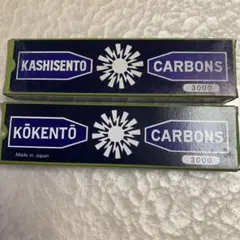 KASHISENTO CARBONS
3000
KŌKENTŌ CARBONS
Made in Japan 3000